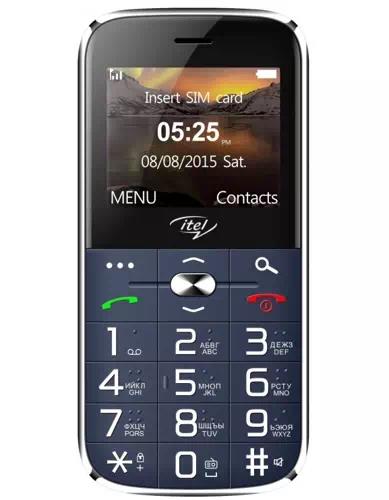 Insert SIM card
05:25 PM
08/08/2015 Sat.
MENU Contacts
itel
1 2 АБВГ ABC 3 ДЕЖЗ DEF
4 ИЙКЛ GHI 5 МНОП JKL 6 РСТУ MNO
7 ФХЦЧ PQRS 8 ШЩЪЫ TUV 9 ЬЭЮЯ WXYZ
* + 0 #